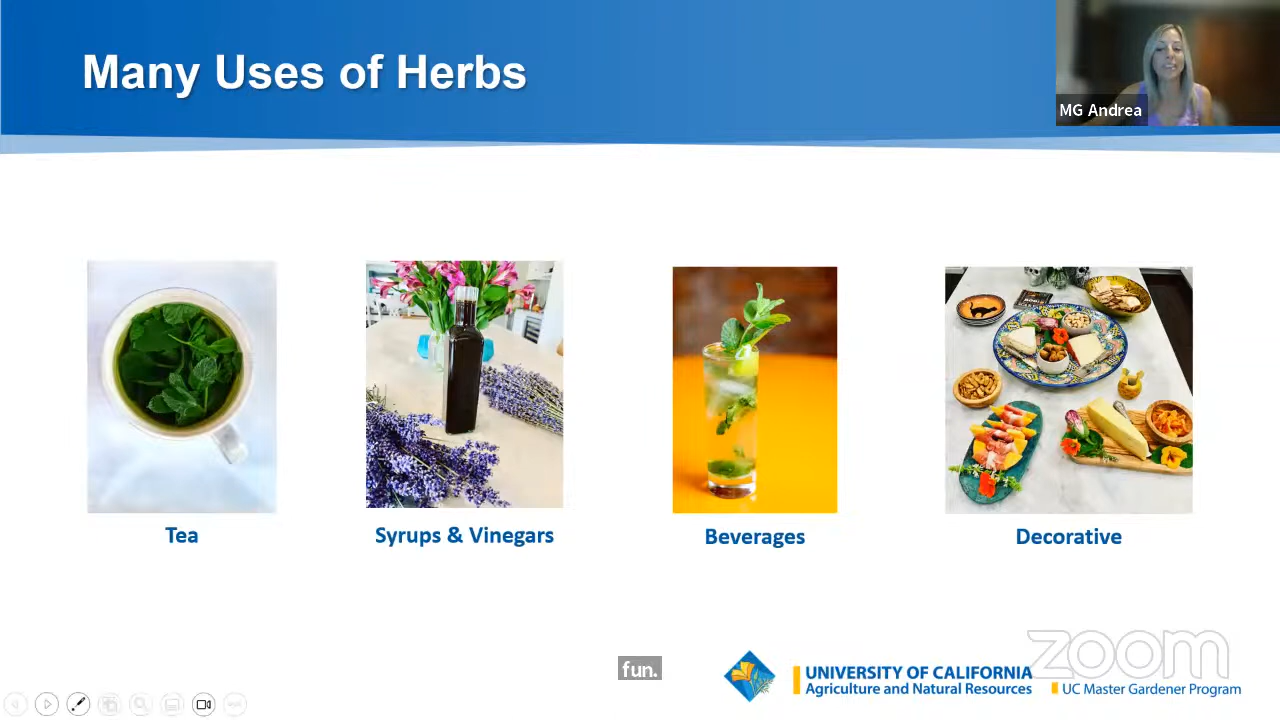 Many Uses of Herbs
MG Andrea
Tea
Syrups & Vinegars
Beverages
Decorative
fun.
zoom
UNIVERSITY OF CALIFORNIA
Agriculture and Natural Resources
UC Master Gardener Program